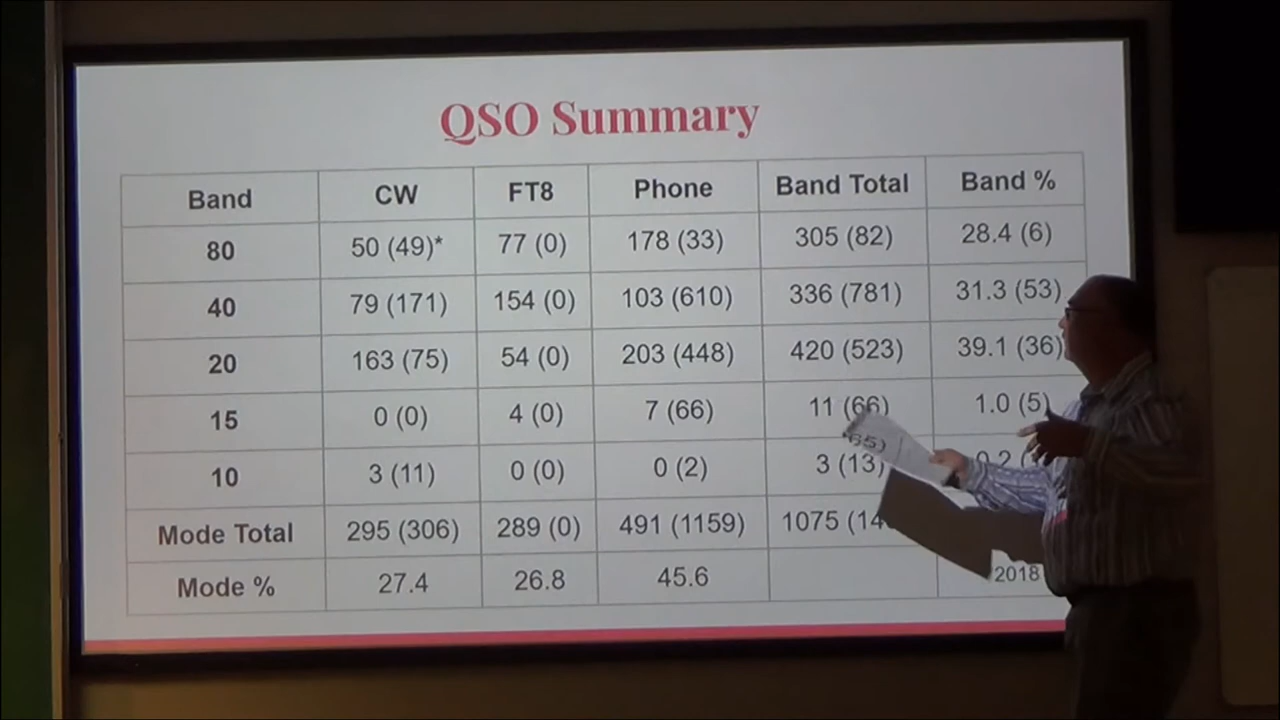 QSO Summary
Band CW FT8 Phone Band Total Band %
80 50 (49)* 77 (0) 178 (33) 305 (82) 28.4 (6)
40 79 (171) 154 (0) 103 (610) 336 (781) 31.3 (53)
20 163 (75) 54 (0) 203 (448) 420 (523) 39.1 (36)
15 0 (0) 4 (0) 7 (66) 11 (66) 1.0 (5)
10 3 (11) 0 (0) 0 (2) 3 (13) 0.2
Mode Total 295 (306) 289 (0) 491 (1159) 1075
Mode % 27.4 26.8 45.6 2018